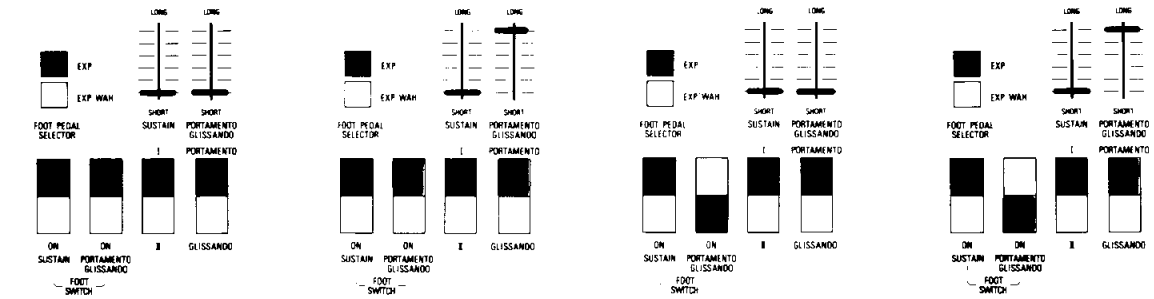 LONG LONG
EXP
EXP WAH
SHORT SHORT
FOOT PEDAL SELECTOR
SUSTAIN
PORTAMENTO GLISSANDO
I PORTAMENTO
ON ON II GLISSANDO
SUSTAIN
PORTAMENTO GLISSANDO
FOOT SWITCH
LONG LONG
EXP
EXP WAH
SHORT SHORT
FOOT PEDAL SELECTOR
SUSTAIN
PORTAMENTO GLISSANDO
I PORTAMENTO
ON ON II GLISSANDO
SUSTAIN
PORTAMENTO GLISSANDO
FOOT SWITCH
LONG LONG
EXP
EXP WAH
SHORT SHORT
FOOT PEDAL SELECTOR
SUSTAIN
PORTAMENTO GLISSANDO
I PORTAMENTO
ON ON II GLISSANDO
SUSTAIN
PORTAMENTO GLISSANDO
FOOT SWITCH
LONG LONG
EXP
EXP WAH
SHORT SHORT
FOOT PEDAL SELECTOR
SUSTAIN
PORTAMENTO GLISSANDO
I PORTAMENTO
ON ON II GLISSANDO
SUSTAIN
PORTAMENTO GLISSANDO
FOOT SWITCH